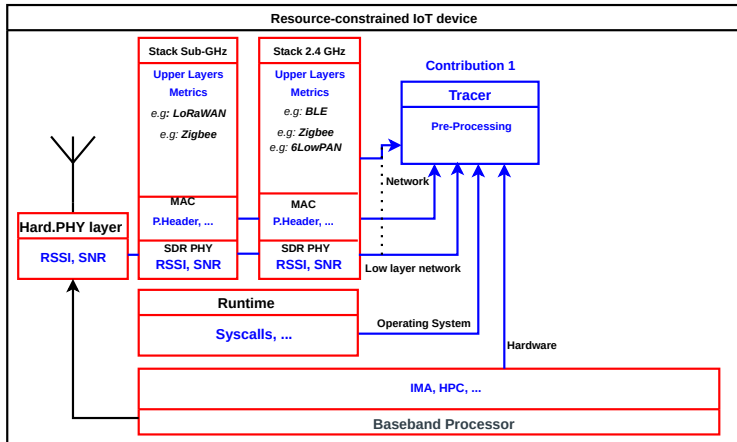 Resource-constrained IoT device
Stack Sub-GHz
Upper Layers
Metrics
e.g: LoRaWAN
e.g: Zigbee
Stack 2.4 GHz
Upper Layers
Metrics
e.g: BLE
e.g: Zigbee
e.g: 6LowPAN
Contribution 1
Tracer
Pre-Processing
Network
MAC
P.Header, ...
MAC
P.Header, ...
Hard.PHY layer
RSSI, SNR
SDR PHY
RSSI, SNR
SDR PHY
RSSI, SNR
Low layer network
Runtime
Syscalls, ...
Operating System
Hardware
IMA, HPC, ...
Baseband Processor